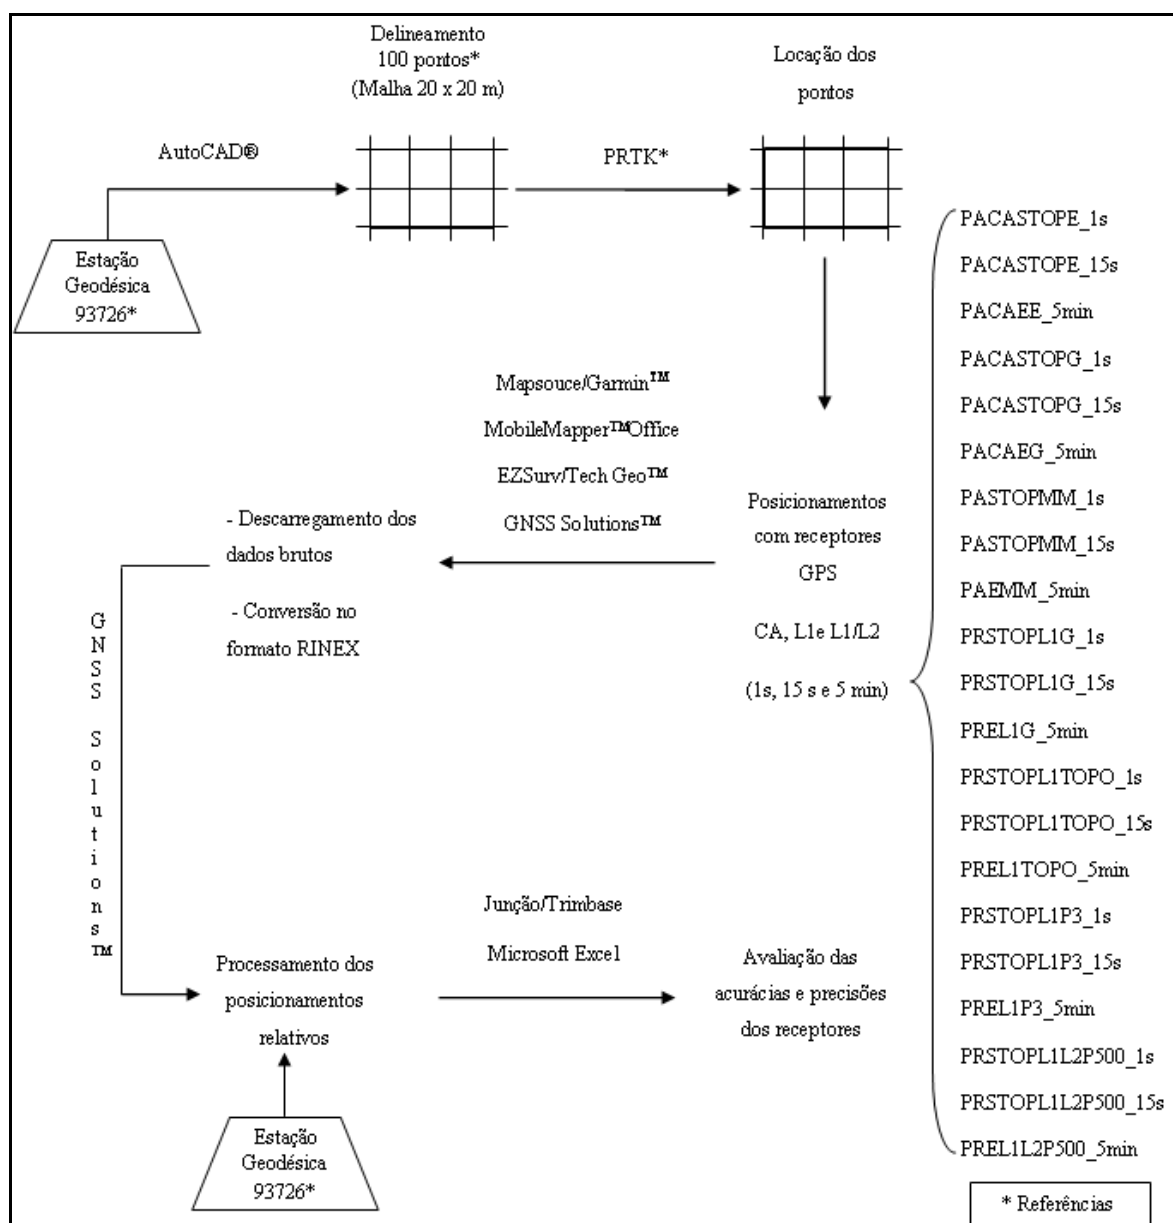 Delineamento
100 pontos*
(Malha 20 x 20 m)
Locação dos
pontos
AutoCAD®
PRTK*
Estação
Geodésica
93726*
PACASTOPE_1s
PACASTOPE_15s
PACAEE_5min
PACASTOPG_1s
PACASTOPG_15s
PACAEG_5min
PASTOPMM_1s
PASTOPMM_15s
PAEMM_5min
PRSTOPL1G_1s
PRSTOPL1G_15s
PREL1G_5min
PRSTOPL1TOPO_1s
PRSTOPL1TOPO_15s
PREL1TOPO_5min
PRSTOPL1P3_1s
PRSTOPL1P3_15s
PREL1P3_5min
PRSTOPL1L2P500_1s
PRSTOPL1L2P500_15s
PREL1L2P500_5min
Mapsouce/Garmin™
MobileMapper™Office
EZSurv/Tech Geo™
GNSS Solutions™
Posicionamentos
com receptores
GPS
CA, L1e L1/L2
(1s, 15 s e 5 min)
- Descarregamento dos
dados brutos
- Conversão no
formato RINEX
GNSS Solutions™
Processamento dos
posicionamentos
relativos
Junção/Trimbase
Microsoft Excel
Avaliação das
acurácias e precisões
dos receptores
Estação
Geodésica
93726*
* Referências